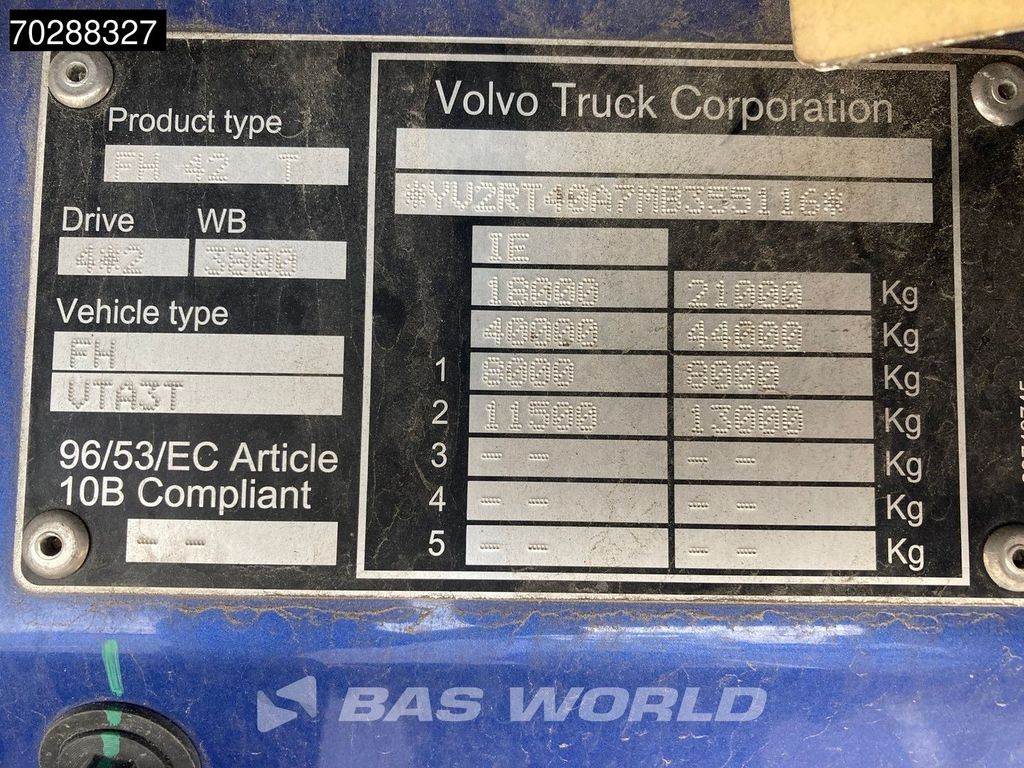 70288327
Volvo Truck Corporation
Product type
FH 42 T
*YV2RT40A7MB355116*
Drive WB
4*2 3800
IE
18000 21000 Kg
Vehicle type
40000 44000 Kg
FH
1 8000 8000 Kg
VTA3T
2 11500 13000 Kg
96/53/EC Article
3 -- -- Kg
10B Compliant
4 -- -- Kg
-- 
5 -- -- Kg
BAS WORLD